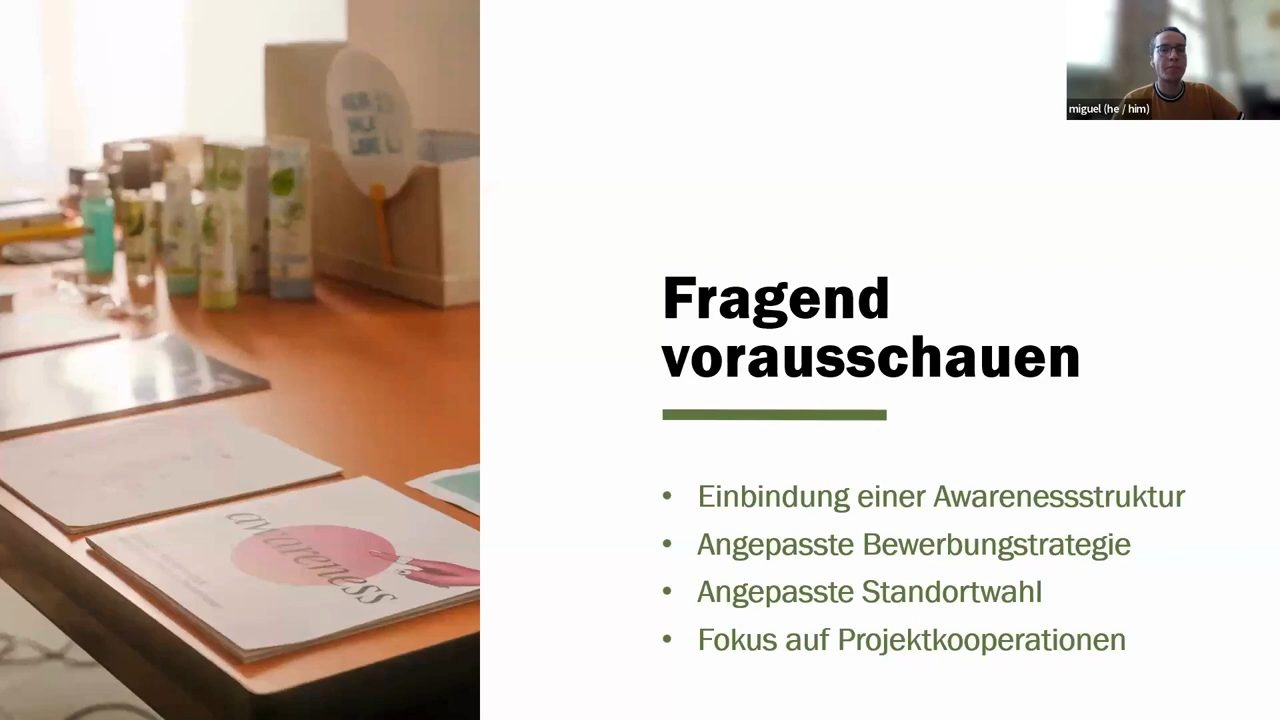 miguel (he / him)
Fragend
vorausschauen
• Einbindung einer Awarenessstruktur
• Angepasste Bewerbungstrategie
• Angepasste Standortwahl
• Fokus auf Projektkooperationen
awareness